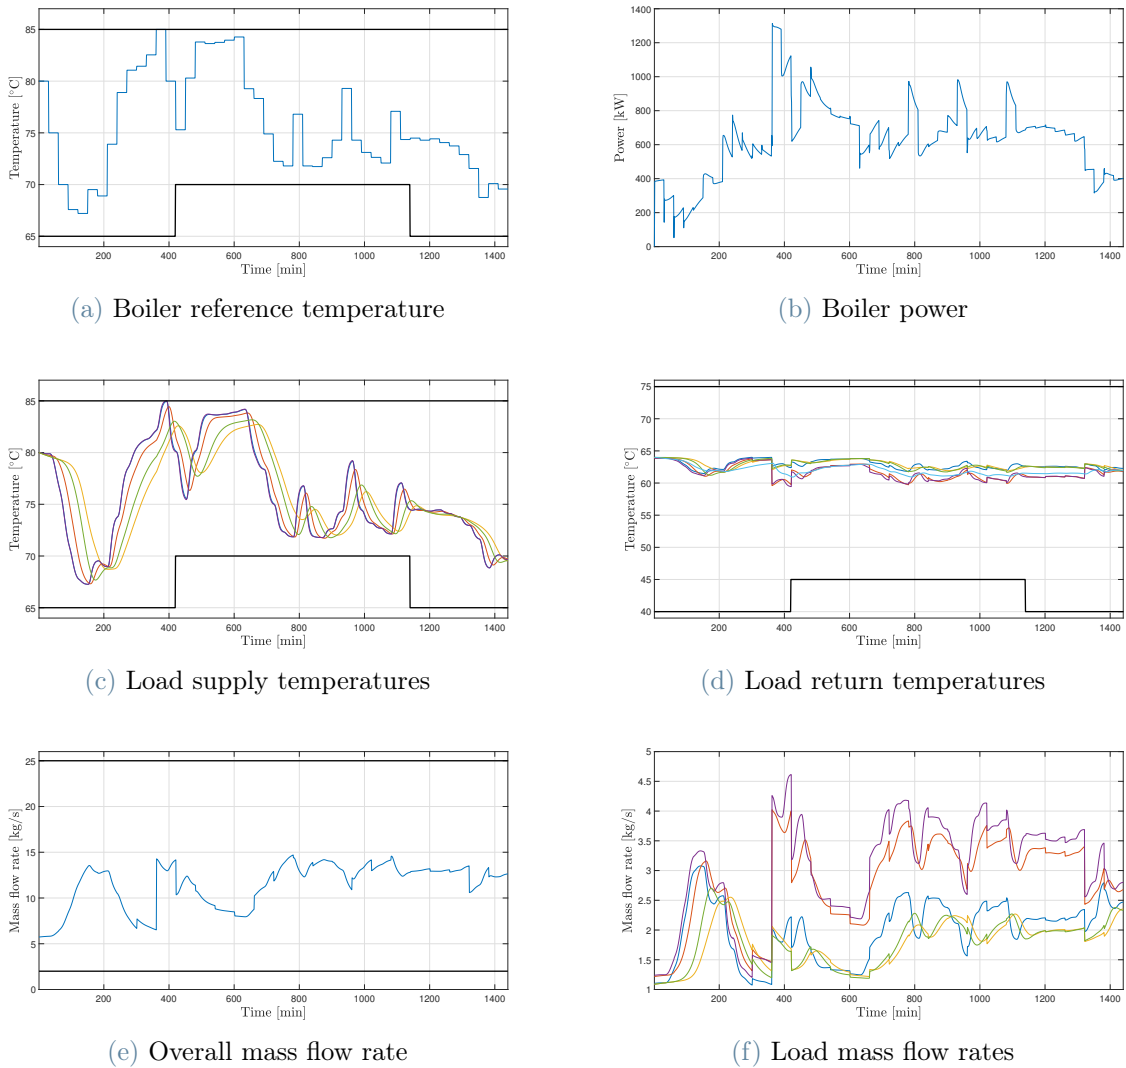 85
80
75
70
65
Temperature [°C]
200 400 600 800 1000 1200 1400
Time [min]
(a) Boiler reference temperature
1400
1200
1000
800
600
400
200
0
Power [kW]
200 400 600 800 1000 1200 1400
Time [min]
(b) Boiler power
85
80
75
70
65
Temperature [°C]
200 400 600 800 1000 1200 1400
Time [min]
(c) Load supply temperatures
75
70
65
60
55
50
45
40
Temperature [°C]
200 400 600 800 1000 1200 1400
Time [min]
(d) Load return temperatures
25
20
15
10
5
0
Mass flow rate [kg/s]
200 400 600 800 1000 1200 1400
Time [min]
(e) Overall mass flow rate
5
4.5
4
3.5
3
2.5
2
1.5
1
Mass flow rate [kg/s]
200 400 600 800 1000 1200 1400
Time [min]
(f) Load mass flow rates